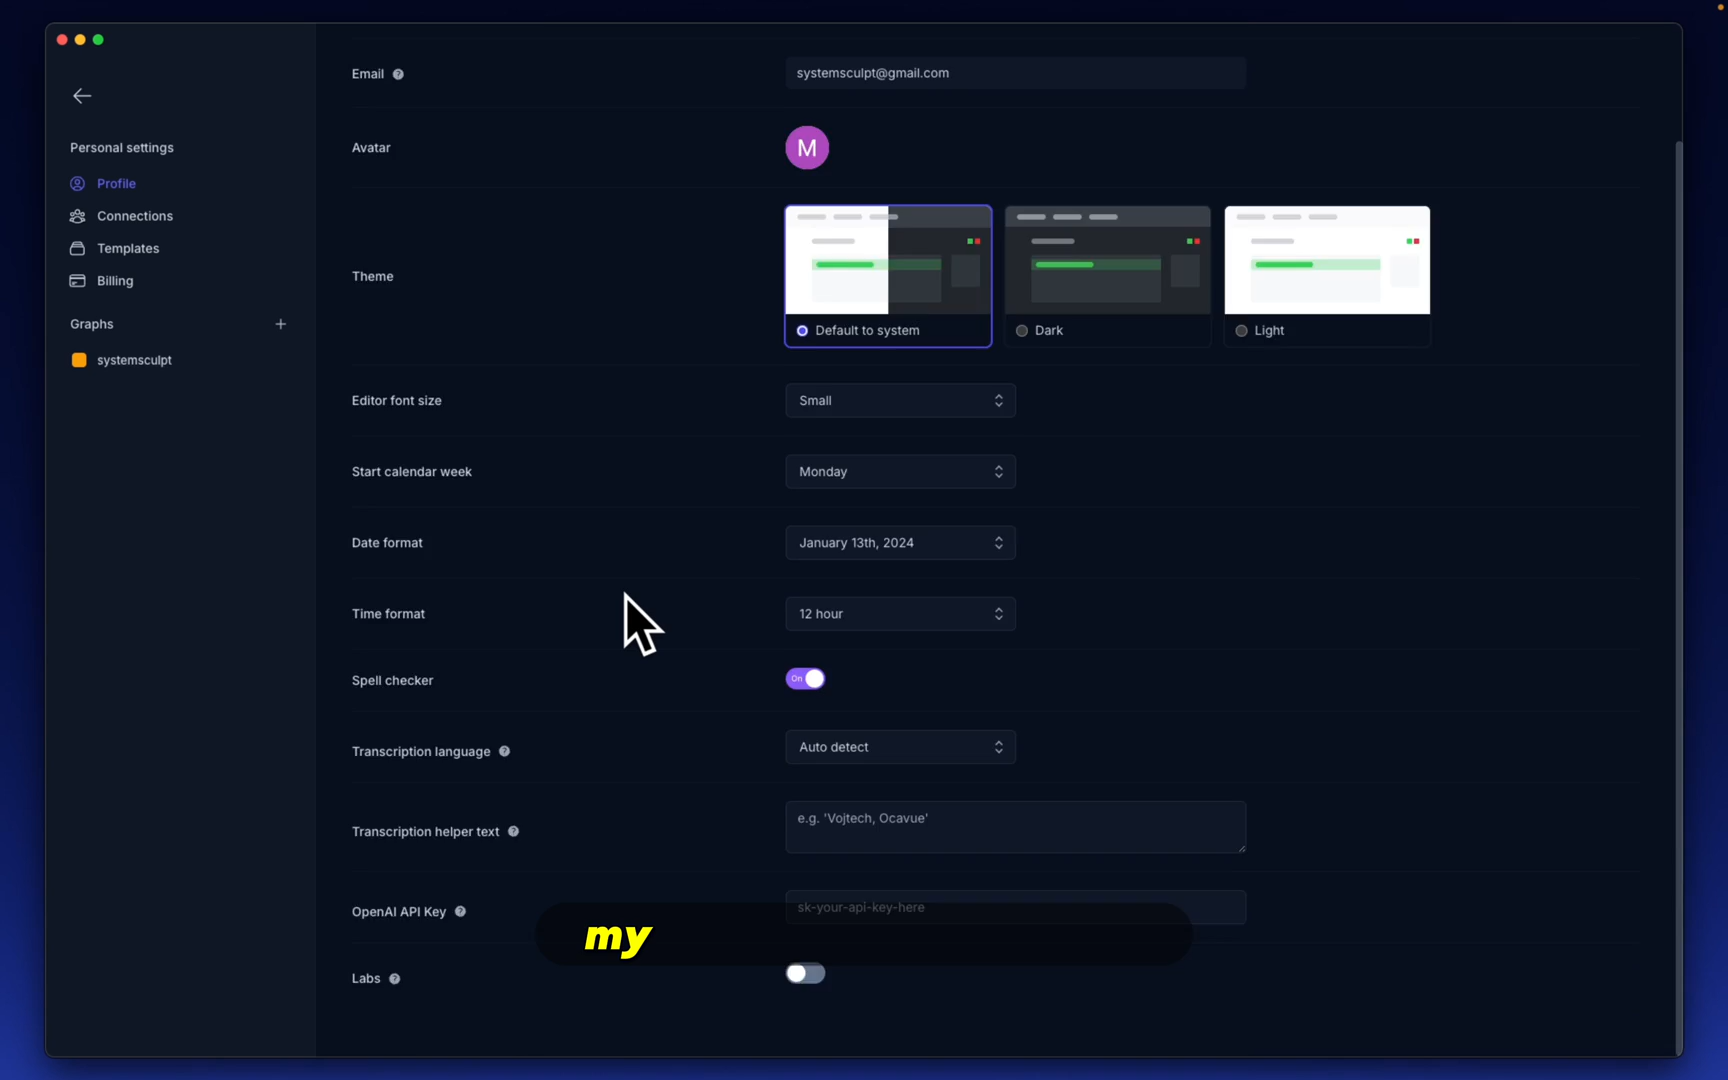 Email
systemsculpt@gmail.com
Personal settings
Profile
Connections
Templates
Billing
Graphs
systemsculpt
Avatar
M
Theme
Default to system
Dark
Light
Editor font size
Small
Start calendar week
Monday
Date format
January 13th, 2024
Time format
12 hour
Spell checker
On
Transcription language
Auto detect
Transcription helper text
e.g. 'Vojtech, Ocavue'
OpenAI API Key
sk-your-api-key-here
my
Labs